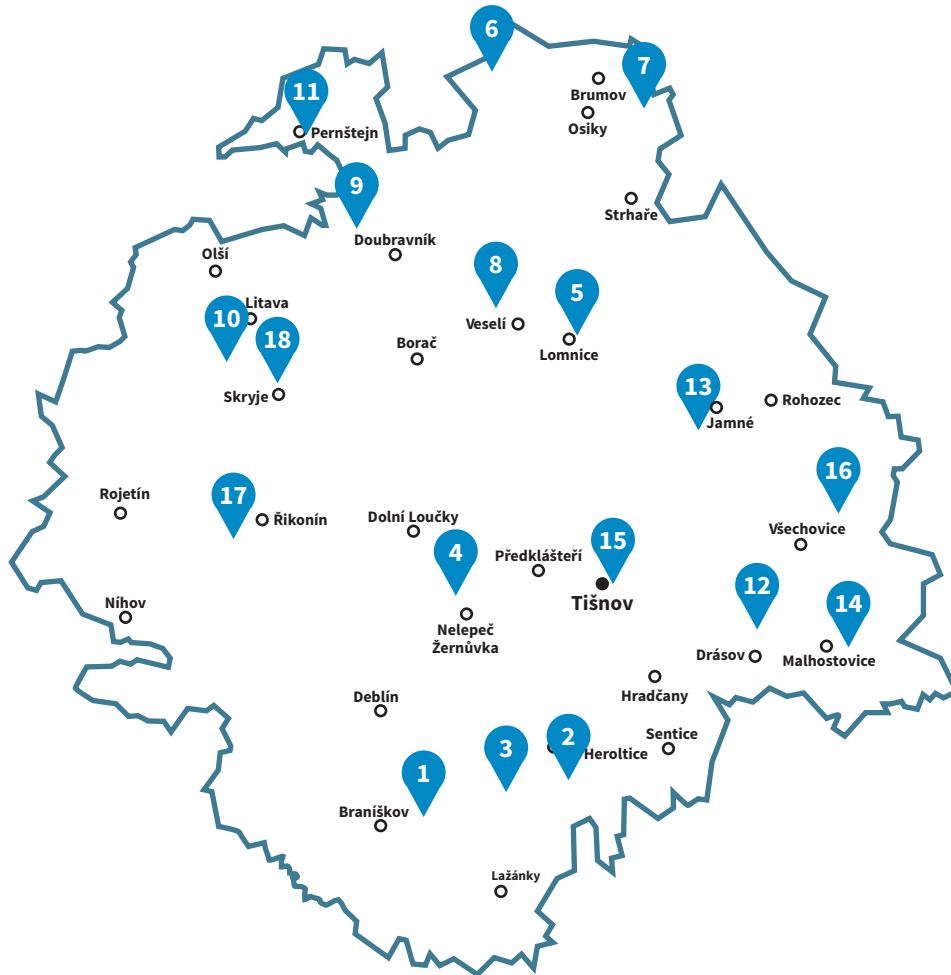 6
7
Brumov
11
Osiky
Pernštejn
9
Strhaře
Doubravník
Olší
8
5
Litava
10
Veselí
18
Borač
Lomnice
Skryje
13
Rohozec
Jamné
16
17
Rojetín
Řikonín
Dolní Loučky
Všechovice
15
4
Předklášteří
12
Tišnov
14
Níhov
Nelepeč
Žernůvka
Drásov
Malhostovice
Hradčany
Deblín
Sentice
2
3
Heroltice
1
Braníškov
Lažánky